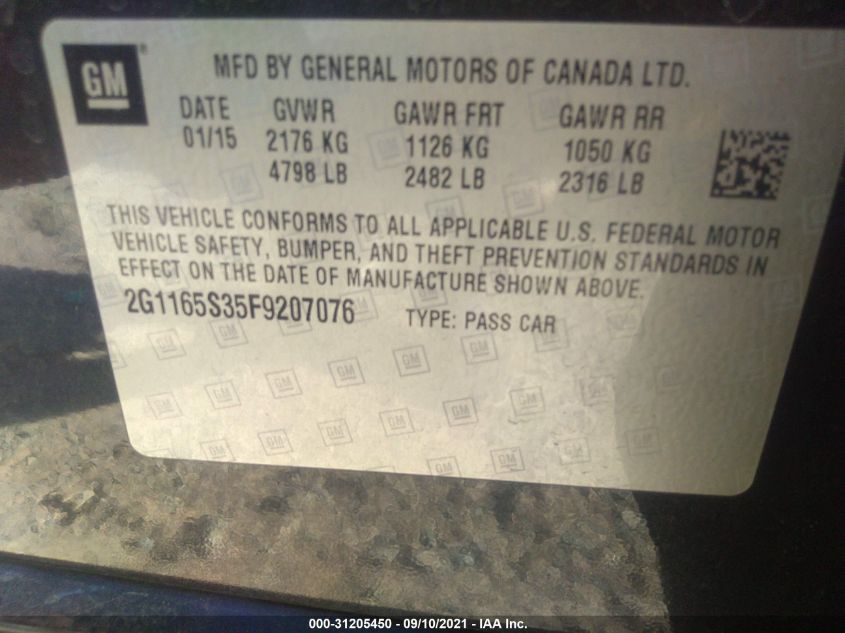 GM
MFD BY GENERAL MOTORS OF CANADA LTD.
DATE GVWR GAWR FRT GAWR RR
01/15 2176 KG 1126 KG 1050 KG
4798 LB 2482 LB 2316 LB
THIS VEHICLE CONFORMS TO ALL APPLICABLE U.S. FEDERAL MOTOR
VEHICLE SAFETY, BUMPER, AND THEFT PREVENTION STANDARDS IN
EFFECT ON THE DATE OF MANUFACTURE SHOWN ABOVE.
2G1165S35F9207076 TYPE: PASS CAR
000-31205450 - 09/10/2021 - IAA Inc.